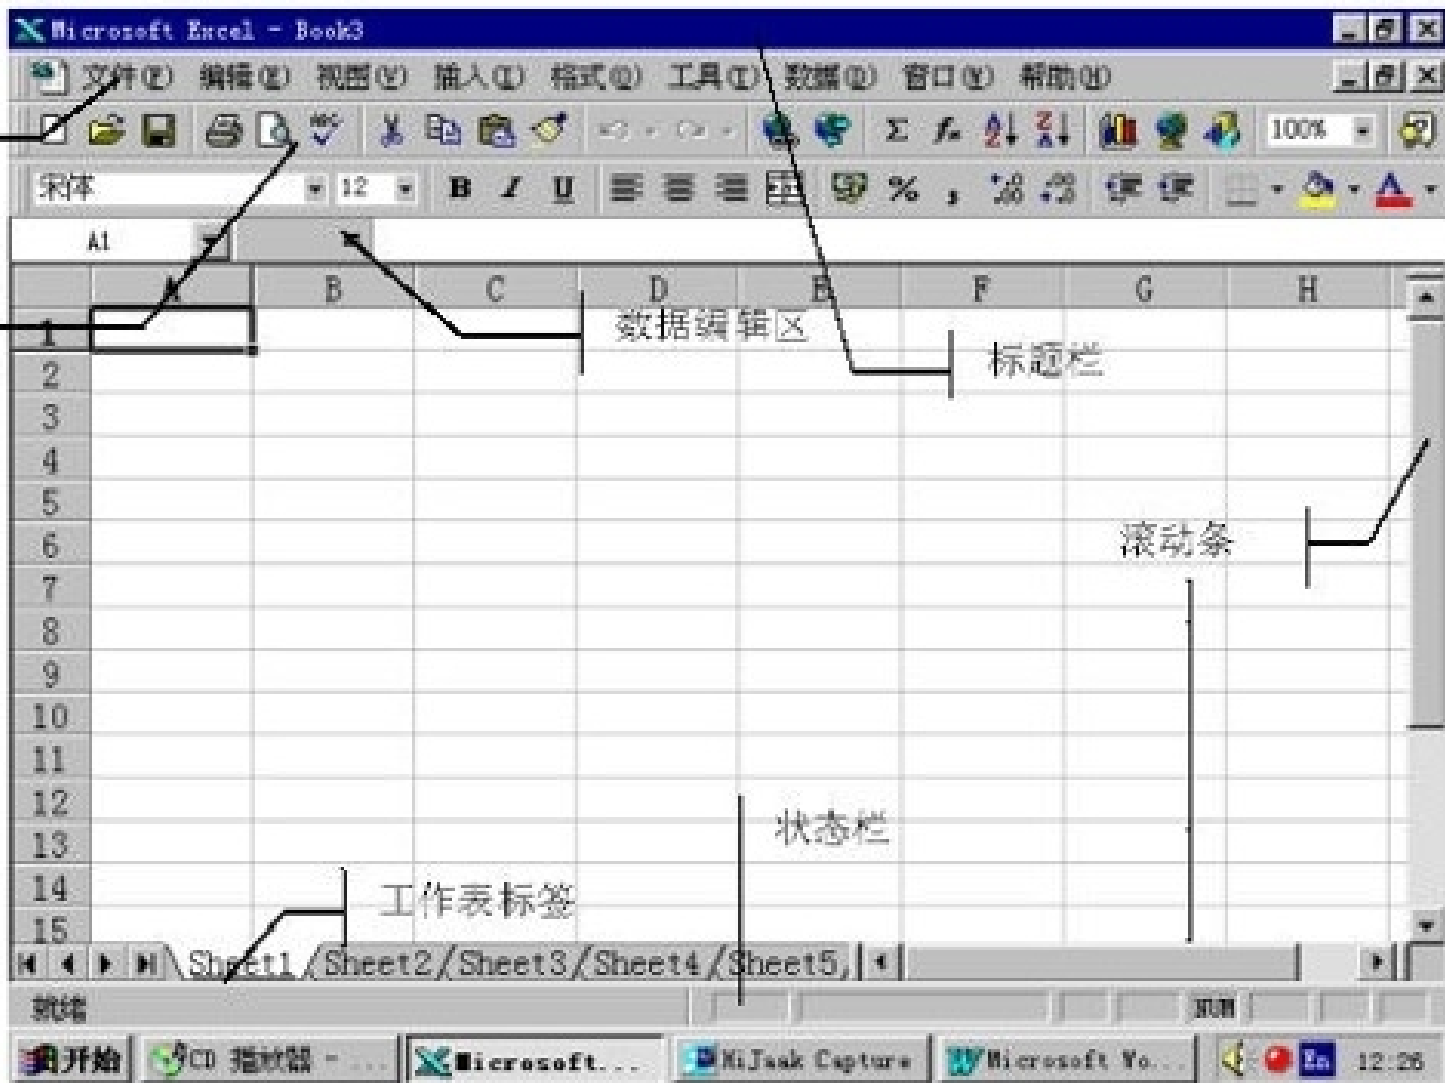 Microsoft Excel - Book3
文件(F) 编辑(E) 视图(V) 插入(I) 格式(O) 工具(T) 数据(D) 窗口(W) 帮助(H)
ABC Σ 100%
宋体 12 B I U % ,
A1
A B C D E F G H
1 数据编辑区
标题栏
2
3
4
5
6 滚动条
7
8
9
10
11
12
状态栏
13
14 工作表标签
15
Sheet1 Sheet2 Sheet3 Sheet4 Sheet5
就绪 NUM
开始 CD 播放器 - ... Microsoft... HiJaak Capture Microsoft Wo... En 12:26